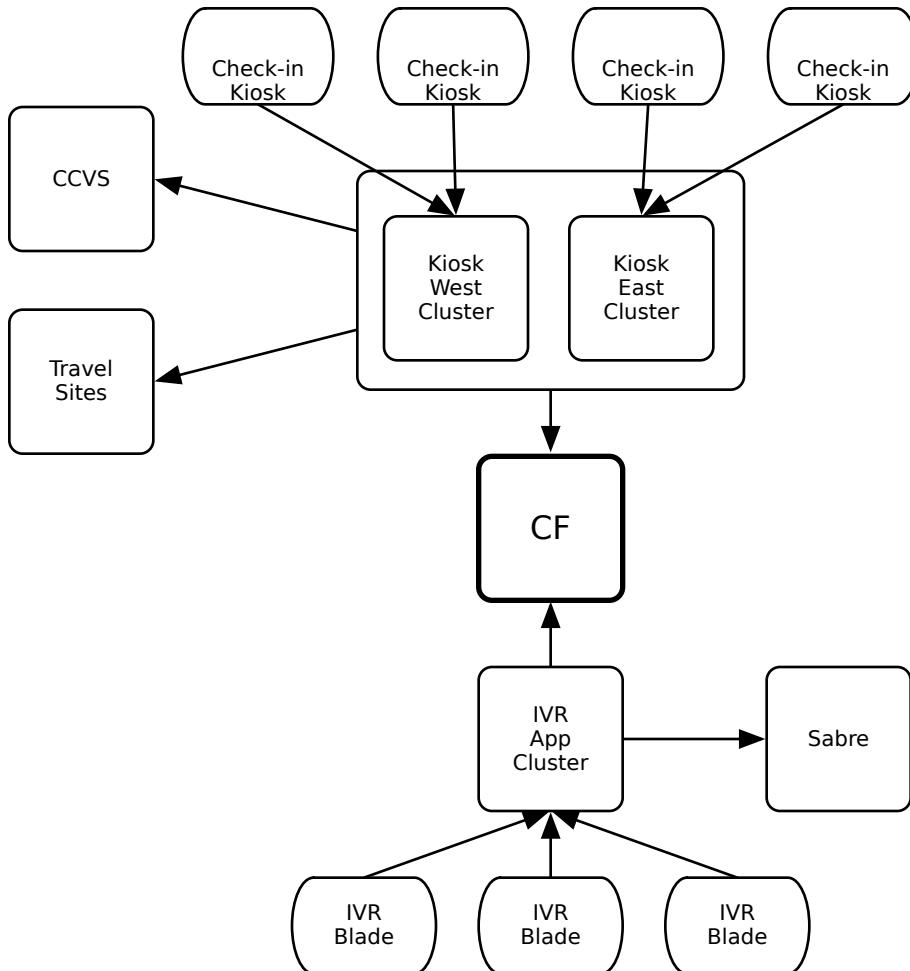 Check-in
Kiosk
Check-in
Kiosk
Check-in
Kiosk
Check-in
Kiosk
CCVS
Kiosk
West
Cluster
Kiosk
East
Cluster
Travel
Sites
CF
IVR
App
Cluster
Sabre
IVR
Blade
IVR
Blade
IVR
Blade